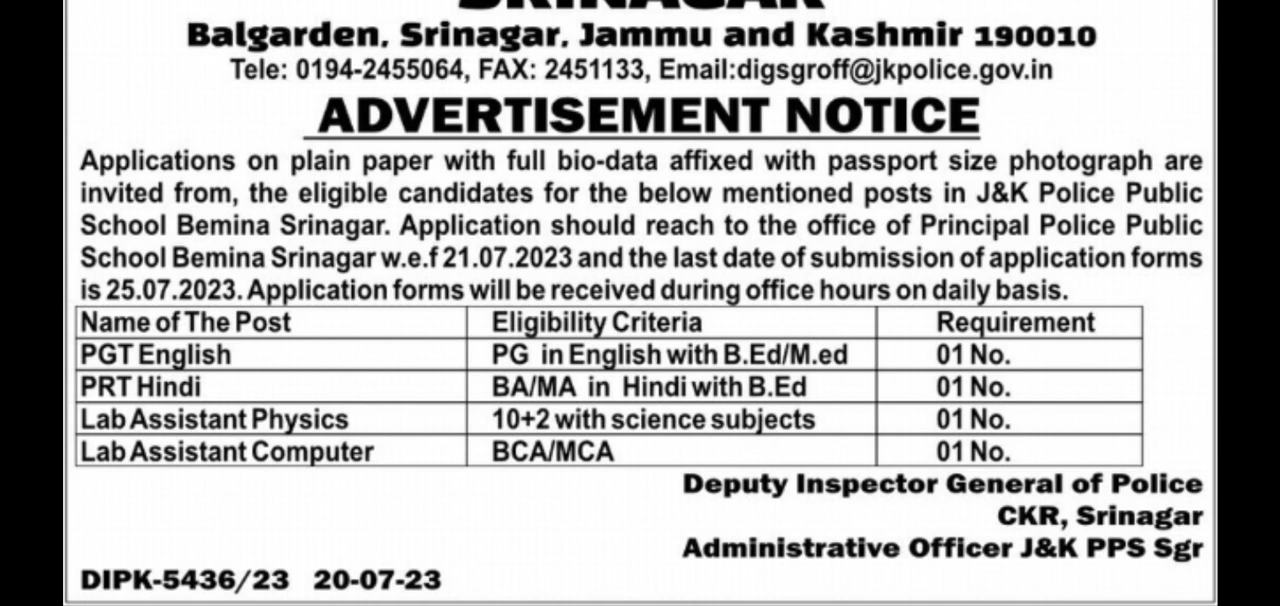 SRINAGAR
Balgarden, Srinagar, Jammu and Kashmir 190010
Tele: 0194-2455064, FAX: 2451133, Email:digsgroff@jkpolice.gov.in
ADVERTISEMENT NOTICE
Applications on plain paper with full bio-data affixed with passport size photograph are
invited from, the eligible candidates for the below mentioned posts in J&K Police Public
School Bemina Srinagar. Application should reach to the office of Principal Police Public
School Bemina Srinagar w.e.f 21.07.2023 and the last date of submission of application forms
is 25.07.2023. Application forms will be received during office hours on daily basis.
Name of The Post Eligibility Criteria Requirement
PGT English PG in English with B.Ed/M.ed 01 No.
PRT Hindi BA/MA in Hindi with B.Ed 01 No.
Lab Assistant Physics 10+2 with science subjects 01 No.
Lab Assistant Computer BCA/MCA 01 No.
Deputy Inspector General of Police
CKR, Srinagar
Administrative Officer J&K PPS Sgr
DIPK-5436/23 20-07-23